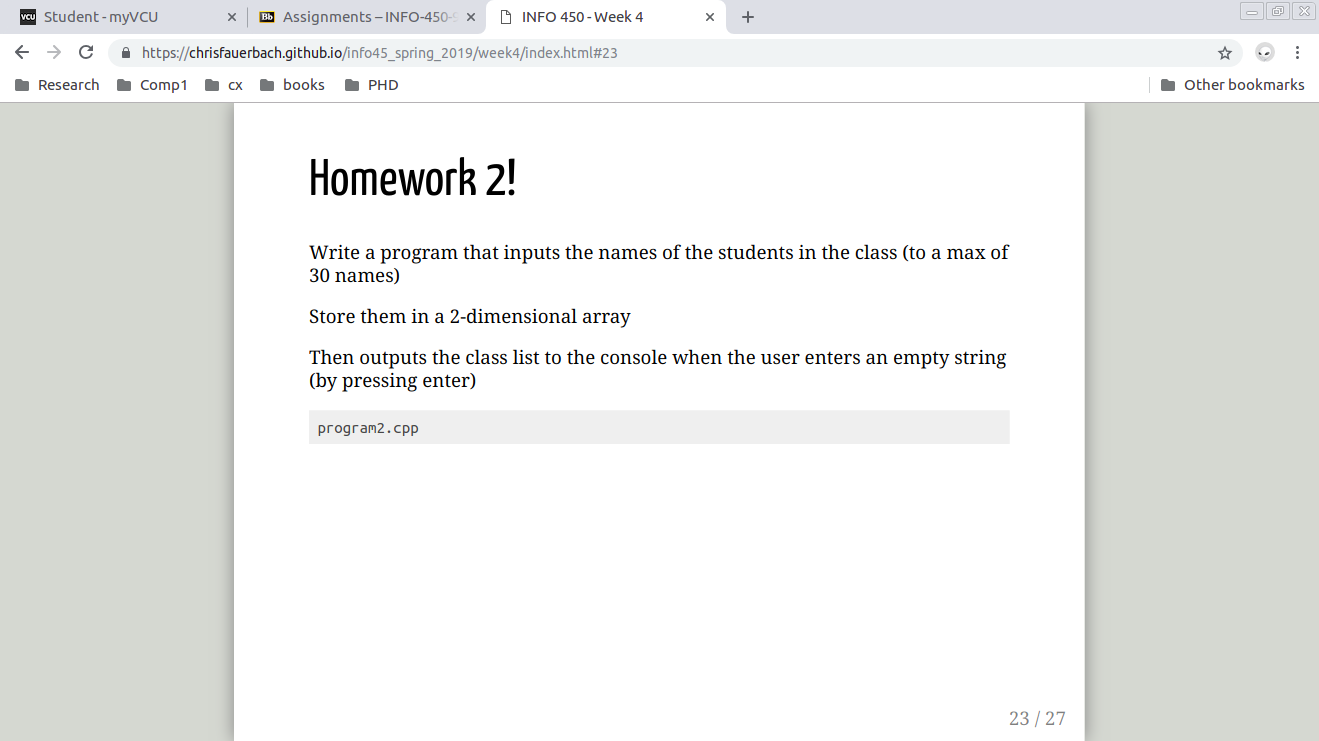 VCU Student - myVCU
Bb Assignments – INFO-450-
INFO 450 - Week 4
https://chrisfauerbach.github.io/info45_spring_2019/week4/index.html#23
Research Comp1 cx books PHD Other bookmarks
Homework 2!
Write a program that inputs the names of the students in the class (to a max of
30 names)
Store them in a 2-dimensional array
Then outputs the class list to the console when the user enters an empty string
(by pressing enter)
program2.cpp
23 / 27